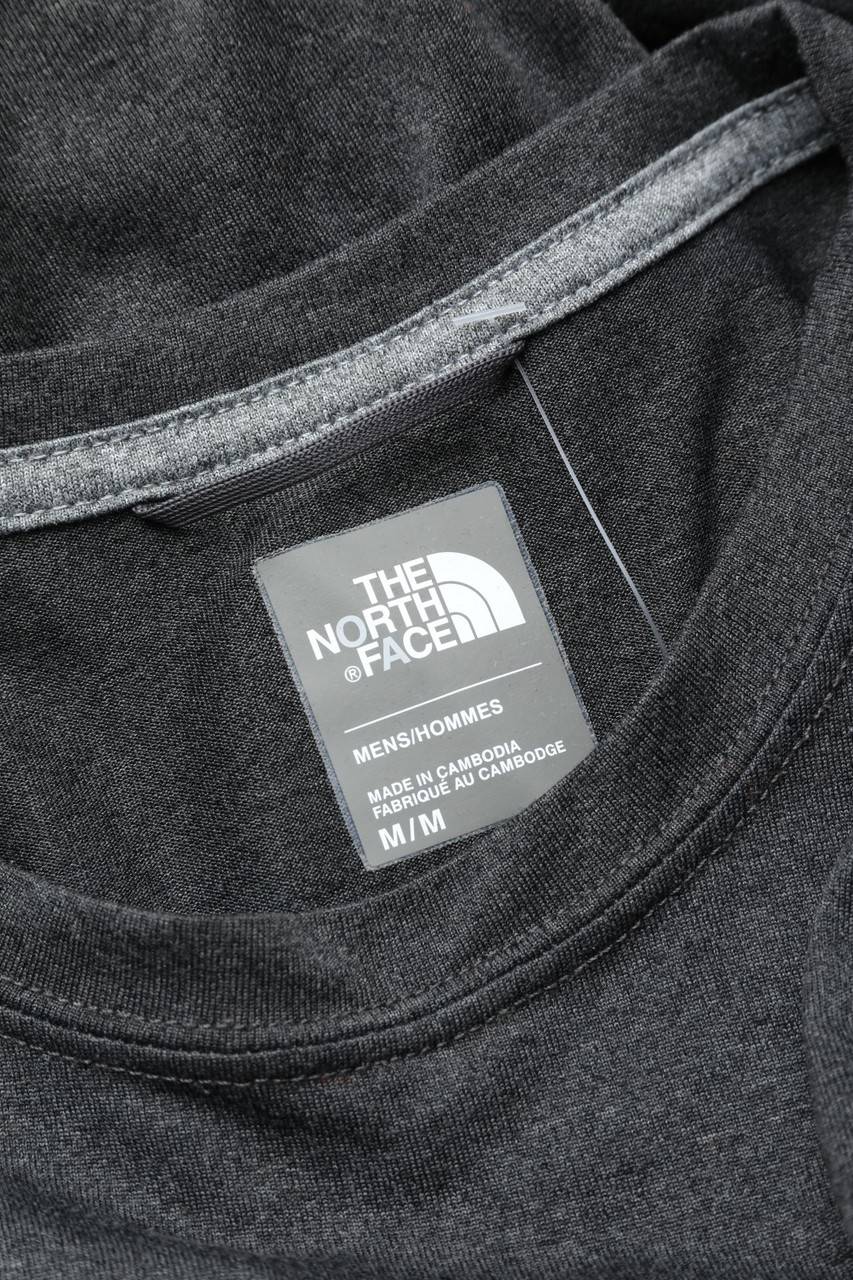 THE
NORTH
®FACE
MENS/HOMMES
MADE IN CAMBODIA
FABRIQUÉ AU CAMBODGE
M/M